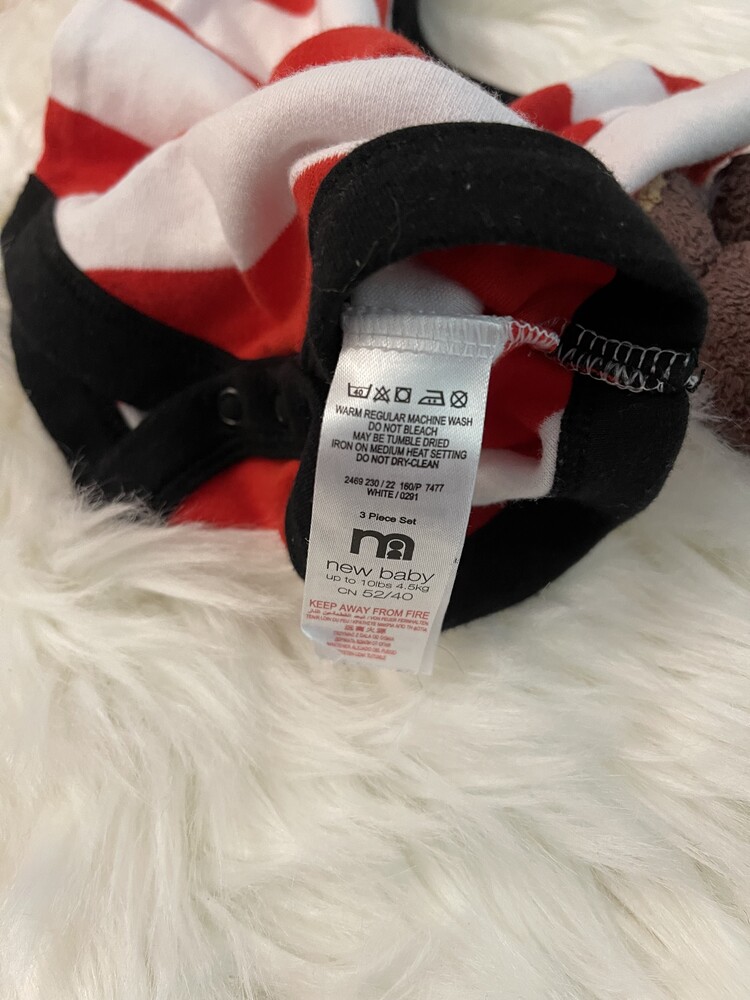 40
WARM REGULAR MACHINE WASH
DO NOT BLEACH
MAY BE TUMBLE DRIED
IRON ON MEDIUM HEAT SETTING
DO NOT DRY-CLEAN
2469 230 / 22 160/P 7477
WHITE / 0291
3 Piece Set
m
new baby
up to 10lbs 4.5kg
CN 52/40
KEEP AWAY FROM FIRE